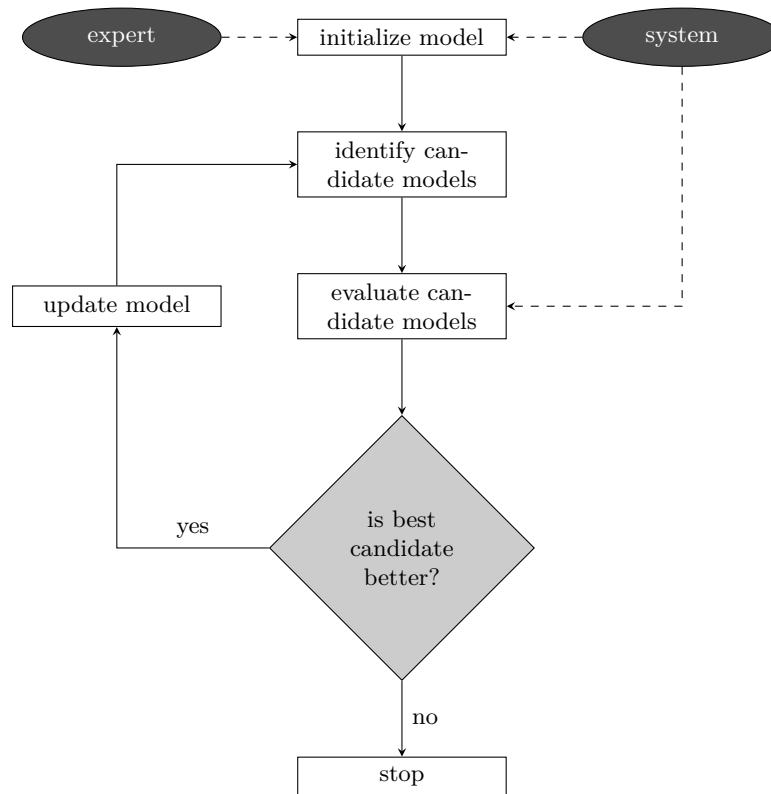 expert
initialize model
system
identify can-
didate models
update model
evaluate can-
didate models
is best
candidate
better?
yes
no
stop